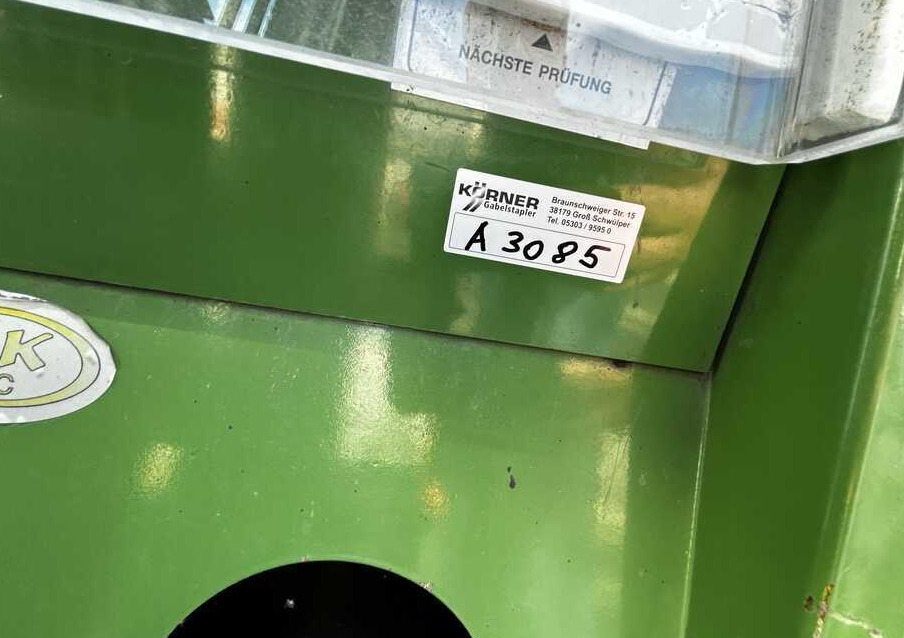 NÄCHSTE PRÜFUNG
KÖRNER
Gabelstapler
Braunschweiger Str. 15
38179 Groß Schwülper
Tel. 05303 / 9595 0
A 3085
K
C